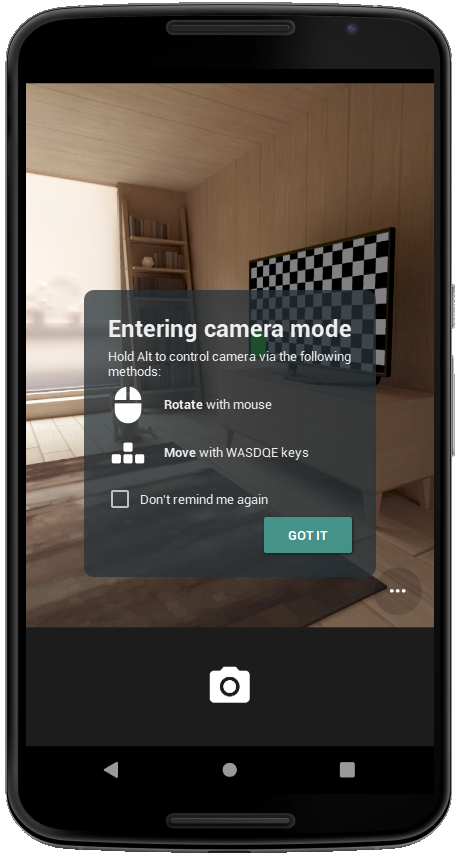 Entering camera mode
Hold Alt to control camera via the following
methods:
Rotate with mouse
Move with WASDQE keys
Don't remind me again
GOT IT